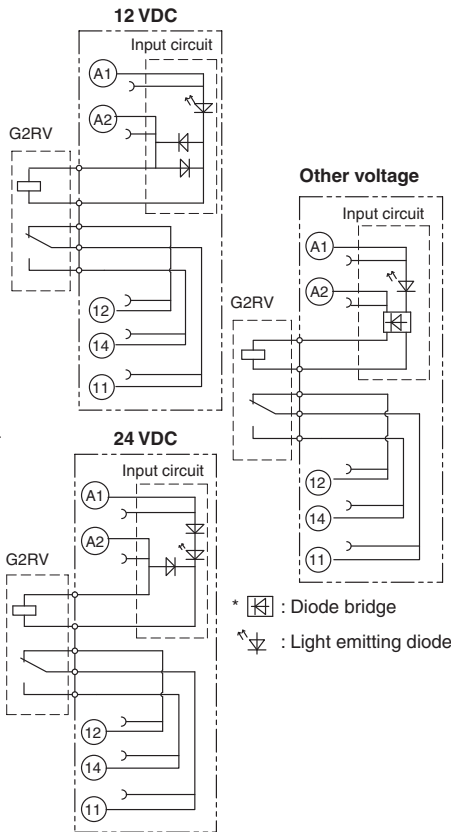 12 VDC
Input circuit
A1
A2
G2RV
12
14
11
Other voltage
Input circuit
A1
A2
G2RV
12
14
11
24 VDC
Input circuit
A1
A2
G2RV
12
14
11
* : Diode bridge
: Light emitting diode